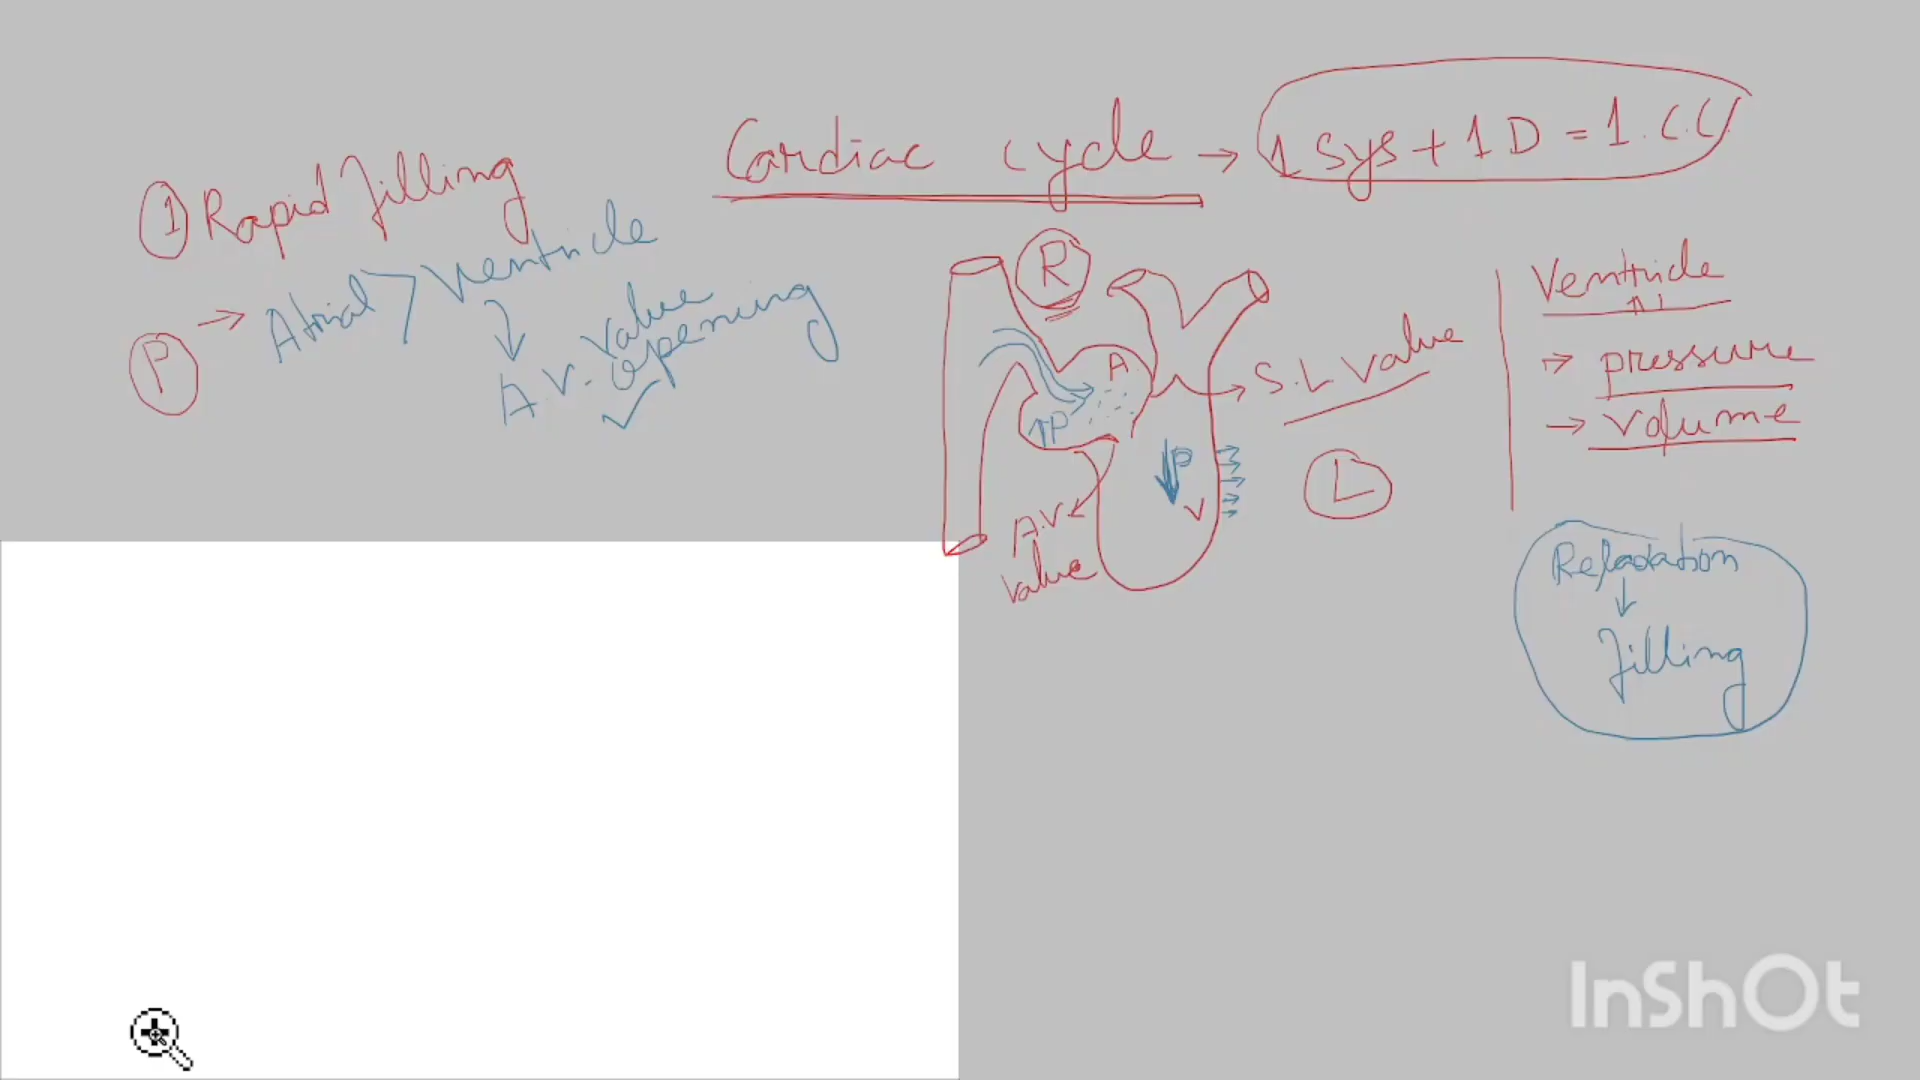 Cardiac cycle → 1 Sys + 1 D = 1. C.C.
① Rapid filling
P → Atrial > Ventricle
↓
A.V. Valve opening ✓
R
A
↑P
↓P
V
A.V. Valve
→ S.L Valve
L
Ventricle
→ pressure
→ Volume
Relaxation
↓
filling
InShOt